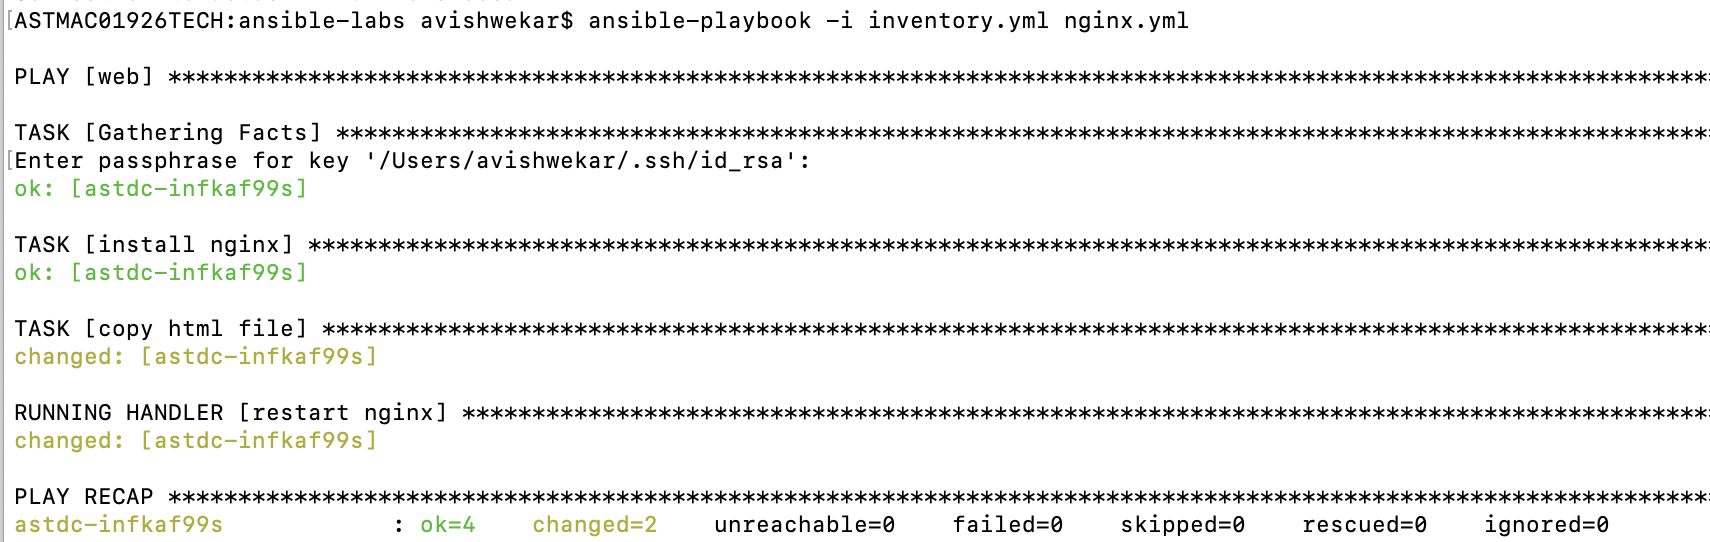 [ASTMAC01926TECH:ansible-labs avishwekar$ ansible-playbook -i inventory.yml nginx.yml
PLAY [web] **************************************************************************************************************
TASK [Gathering Facts] **************************************************************************************************
[Enter passphrase for key '/Users/avishwekar/.ssh/id_rsa':
ok: [astdc-infkaf99s]
TASK [install nginx] ****************************************************************************************************
ok: [astdc-infkaf99s]
TASK [copy html file] ***************************************************************************************************
changed: [astdc-infkaf99s]
RUNNING HANDLER [restart nginx] *****************************************************************************************
changed: [astdc-infkaf99s]
PLAY RECAP **************************************************************************************************************
astdc-infkaf99s            : ok=4    changed=2    unreachable=0    failed=0    skipped=0    rescued=0    ignored=0